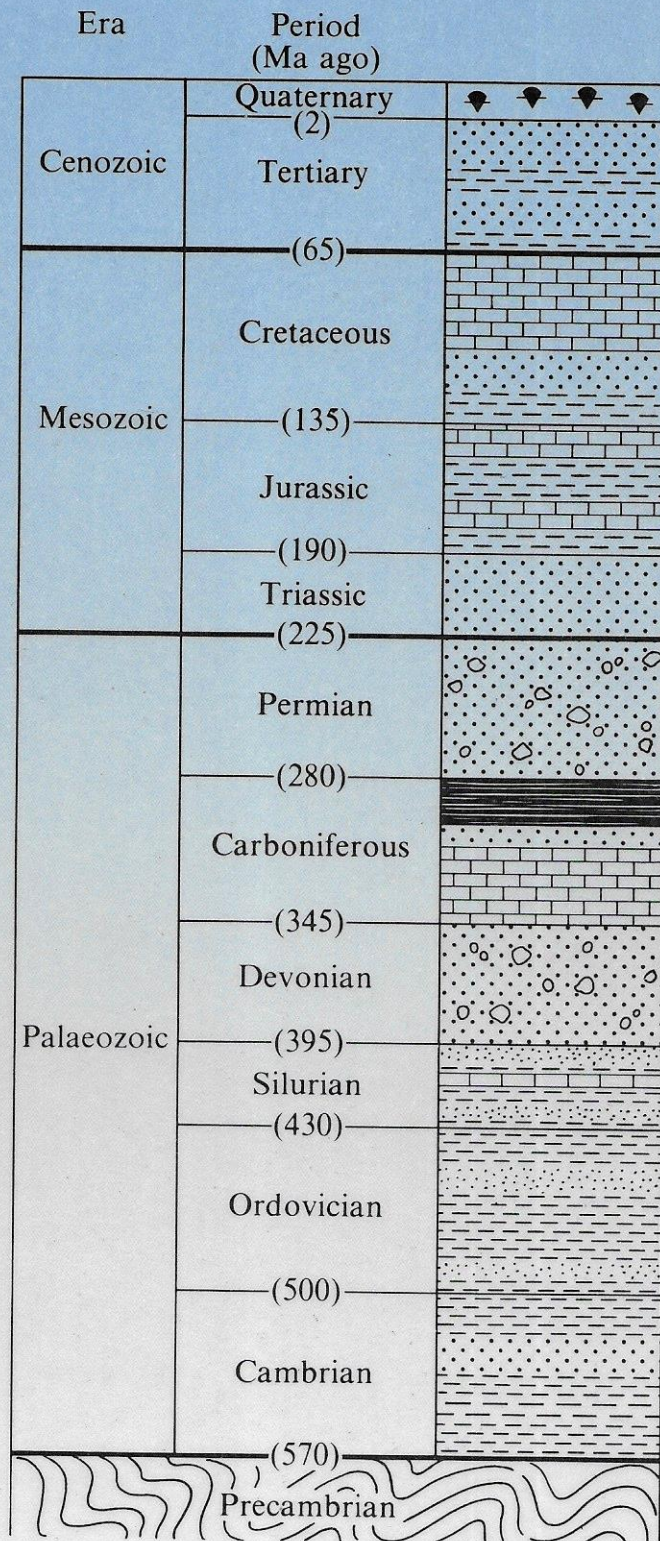 Era
Period
(Ma ago)
Cenozoic
Quaternary
(2)
Tertiary
(65)
Mesozoic
Cretaceous
(135)
Jurassic
(190)
Triassic
(225)
Palaeozoic
Permian
(280)
Carboniferous
(345)
Devonian
(395)
Silurian
(430)
Ordovician
(500)
Cambrian
(570)
Precambrian